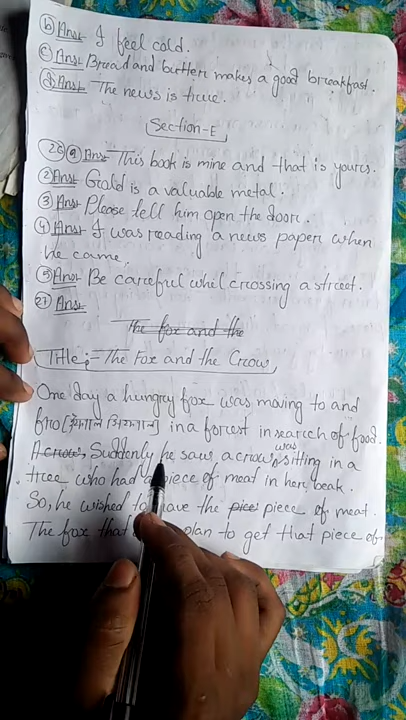 (b) Ans:- I feel cold.
(c) Ans:- Bread and butter makes a good breakfast.
(d) Ans:- The news is true.
Section-E
26 (a) Ans:- This book is mine and that is yours.
(2) Ans:- Gold is a valuable metal.
(3) Ans:- Please tell him open the door.
(4) Ans:- I was reading a news paper when
he came.
(5) Ans:- Be careful whil crossing a street.
27) Ans:-
The fox and the
Title:= The Fox and the Crow
One day a hungry fox was moving to and
fro in a forest in search of food.
A crow, Suddenly he saw a crow was sitting in a
tree who had a piece of meat in her beak.
So, he wished to have the pice piece of meat.
The fox that plan to get that piece of